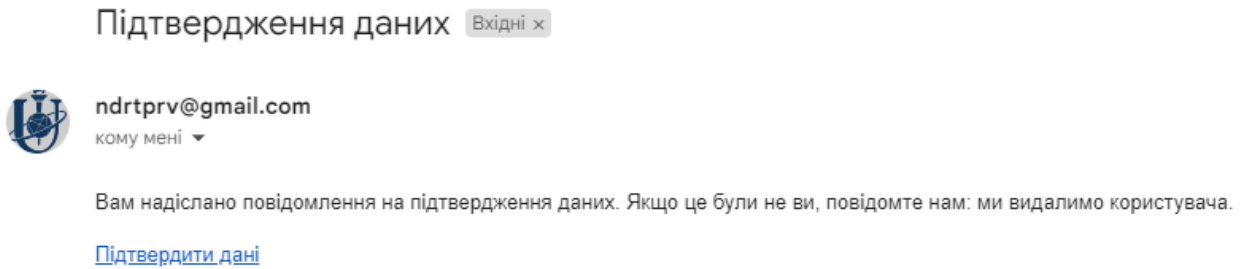 Підтвердження даних Вхідні ×
ndrtprv@gmail.com
кому мені
Вам надіслано повідомлення на підтвердження даних. Якщо це були не ви, повідомте нам: ми видалимо користувача.
Підтвердити дані